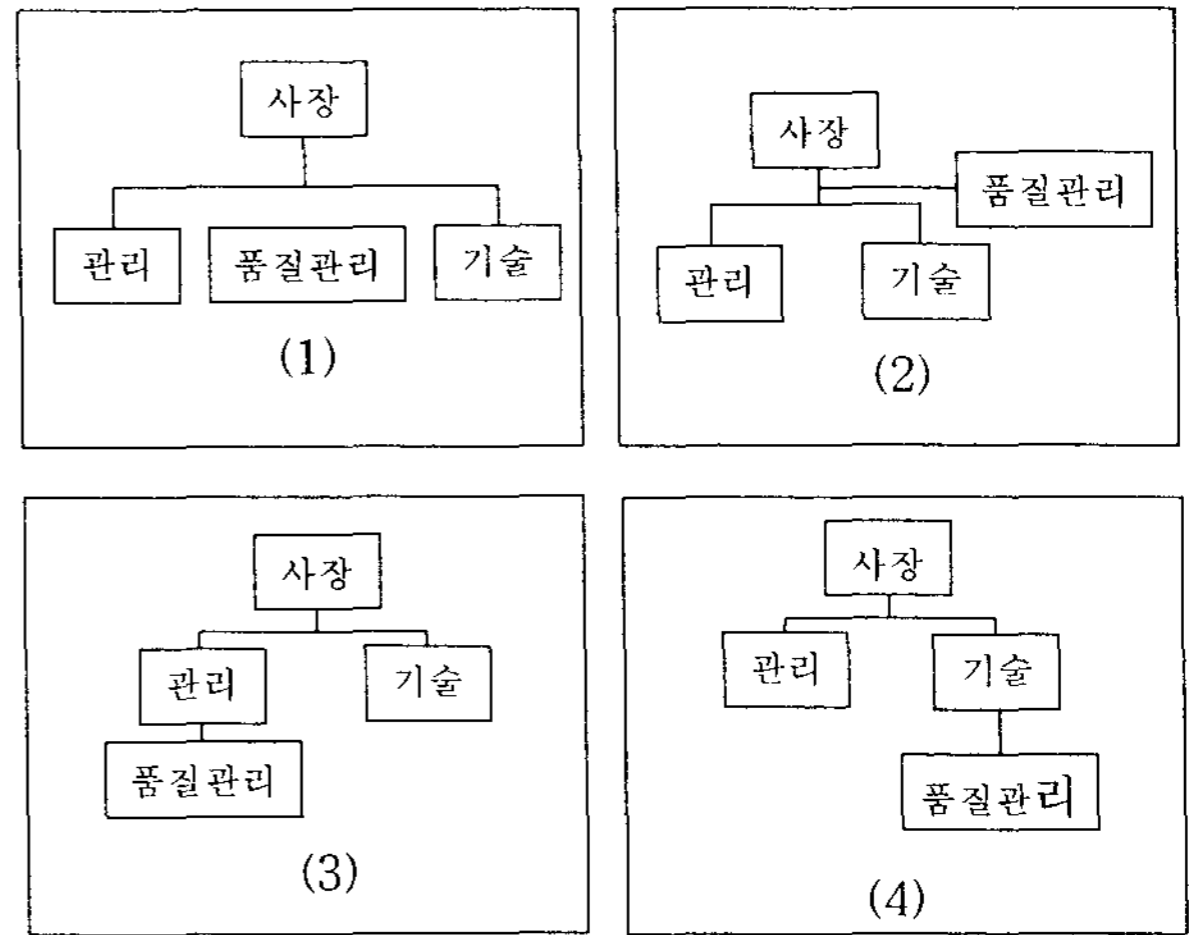 사장
관리 품질관리 기술
(1)
사장
품질관리
관리 기술
(2)
사장
관리 기술
품질관리
(3)
사장
관리 기술
품질관리
(4)